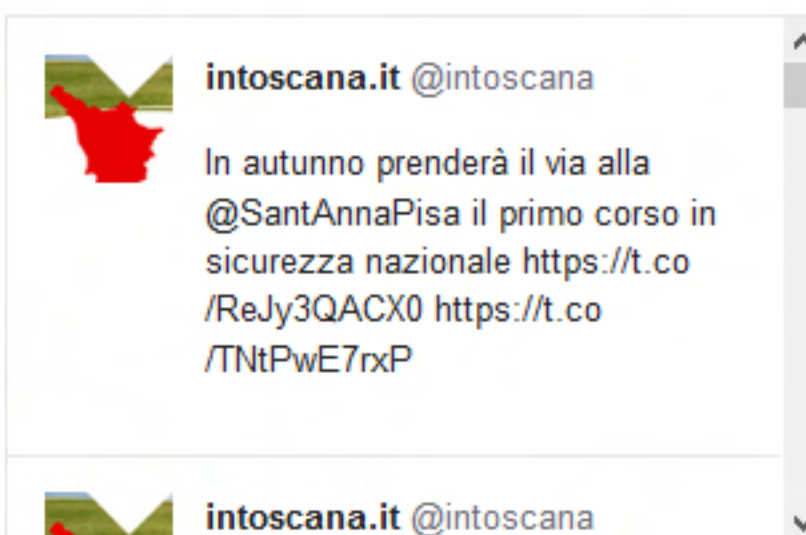 intoscana.it @intoscana
In autunno prenderà il via alla
@SantAnnaPisa il primo corso in
sicurezza nazionale https://t.co
/ReJy3QACX0 https://t.co
/TNtPwE7rxP
intoscana.it @intoscana